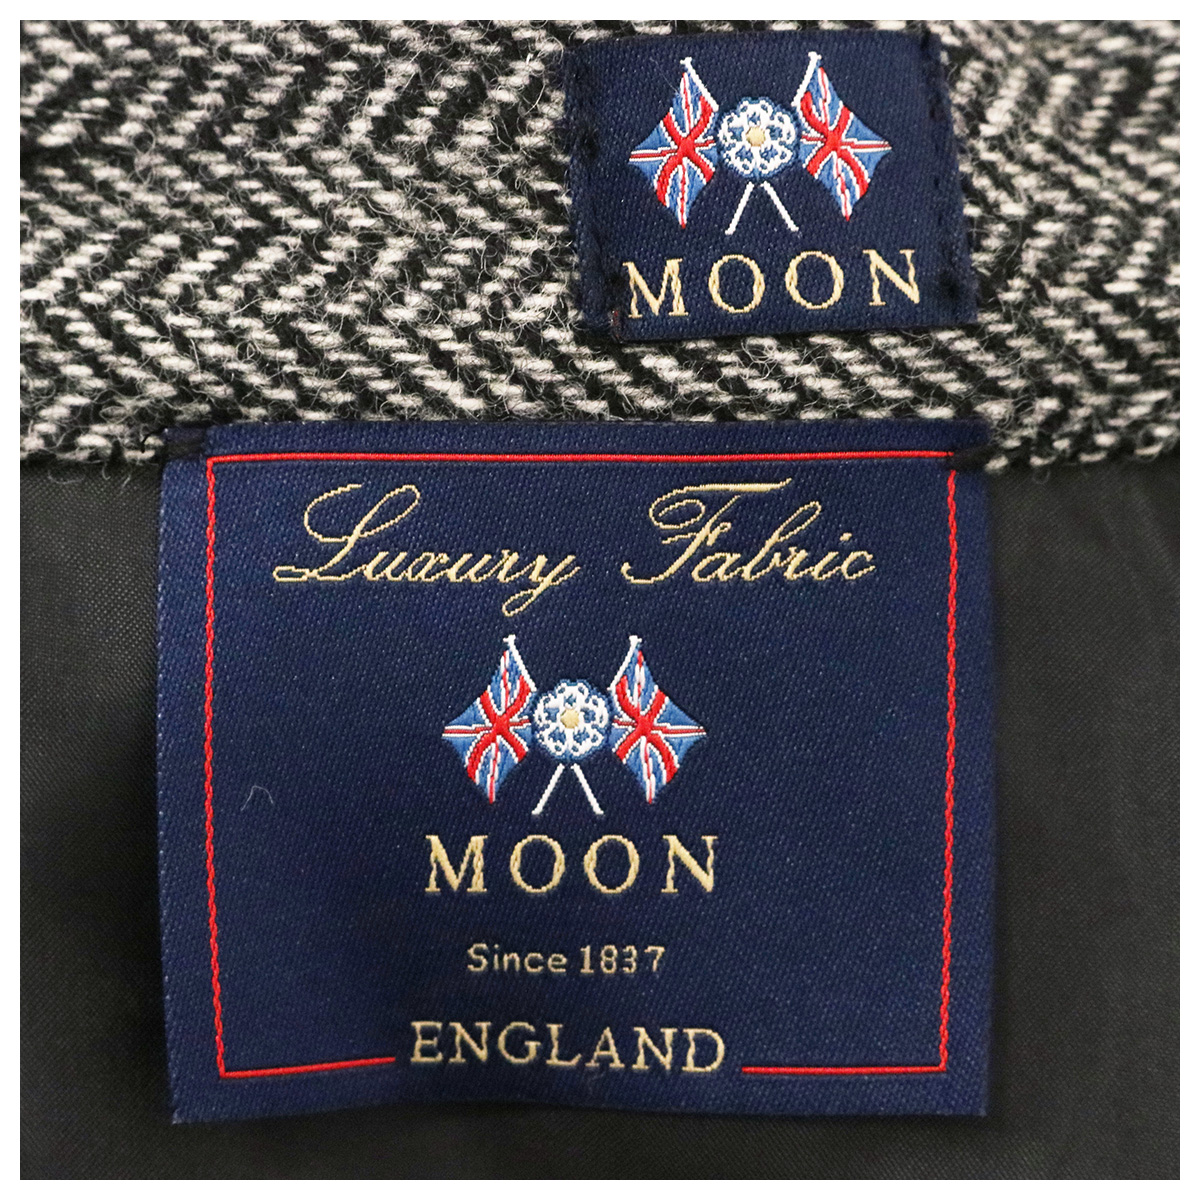 MOON
Luxury Fabric
MOON
Since 1837
ENGLAND